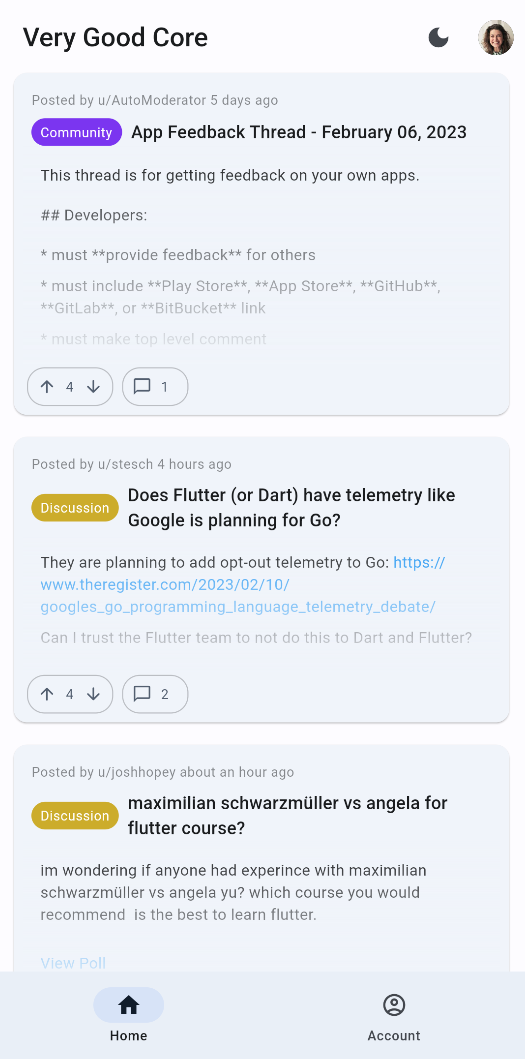 Very Good Core
Posted by u/AutoModerator 5 days ago
Community App Feedback Thread - February 06, 2023
This thread is for getting feedback on your own apps.
## Developers:
* must **provide feedback** for others
* must include **Play Store**, **App Store**, **GitHub**,
**GitLab**, or **BitBucket** link
* must make top level comment
4 1
Posted by u/stesch 4 hours ago
Discussion Does Flutter (or Dart) have telemetry like
Google is planning for Go?
They are planning to add opt-out telemetry to Go: https://
www.theregister.com/2023/02/10/
googles_go_programming_language_telemetry_debate/
Can I trust the Flutter team to not do this to Dart and Flutter?
4 2
Posted by u/joshhopey about an hour ago
Discussion maximilian schwarzmüller vs angela for
flutter course?
im wondering if anyone had experince with maximilian
schwarzmüller vs angela yu? which course you would
recommend  is the best to learn flutter.
View Poll
Home Account